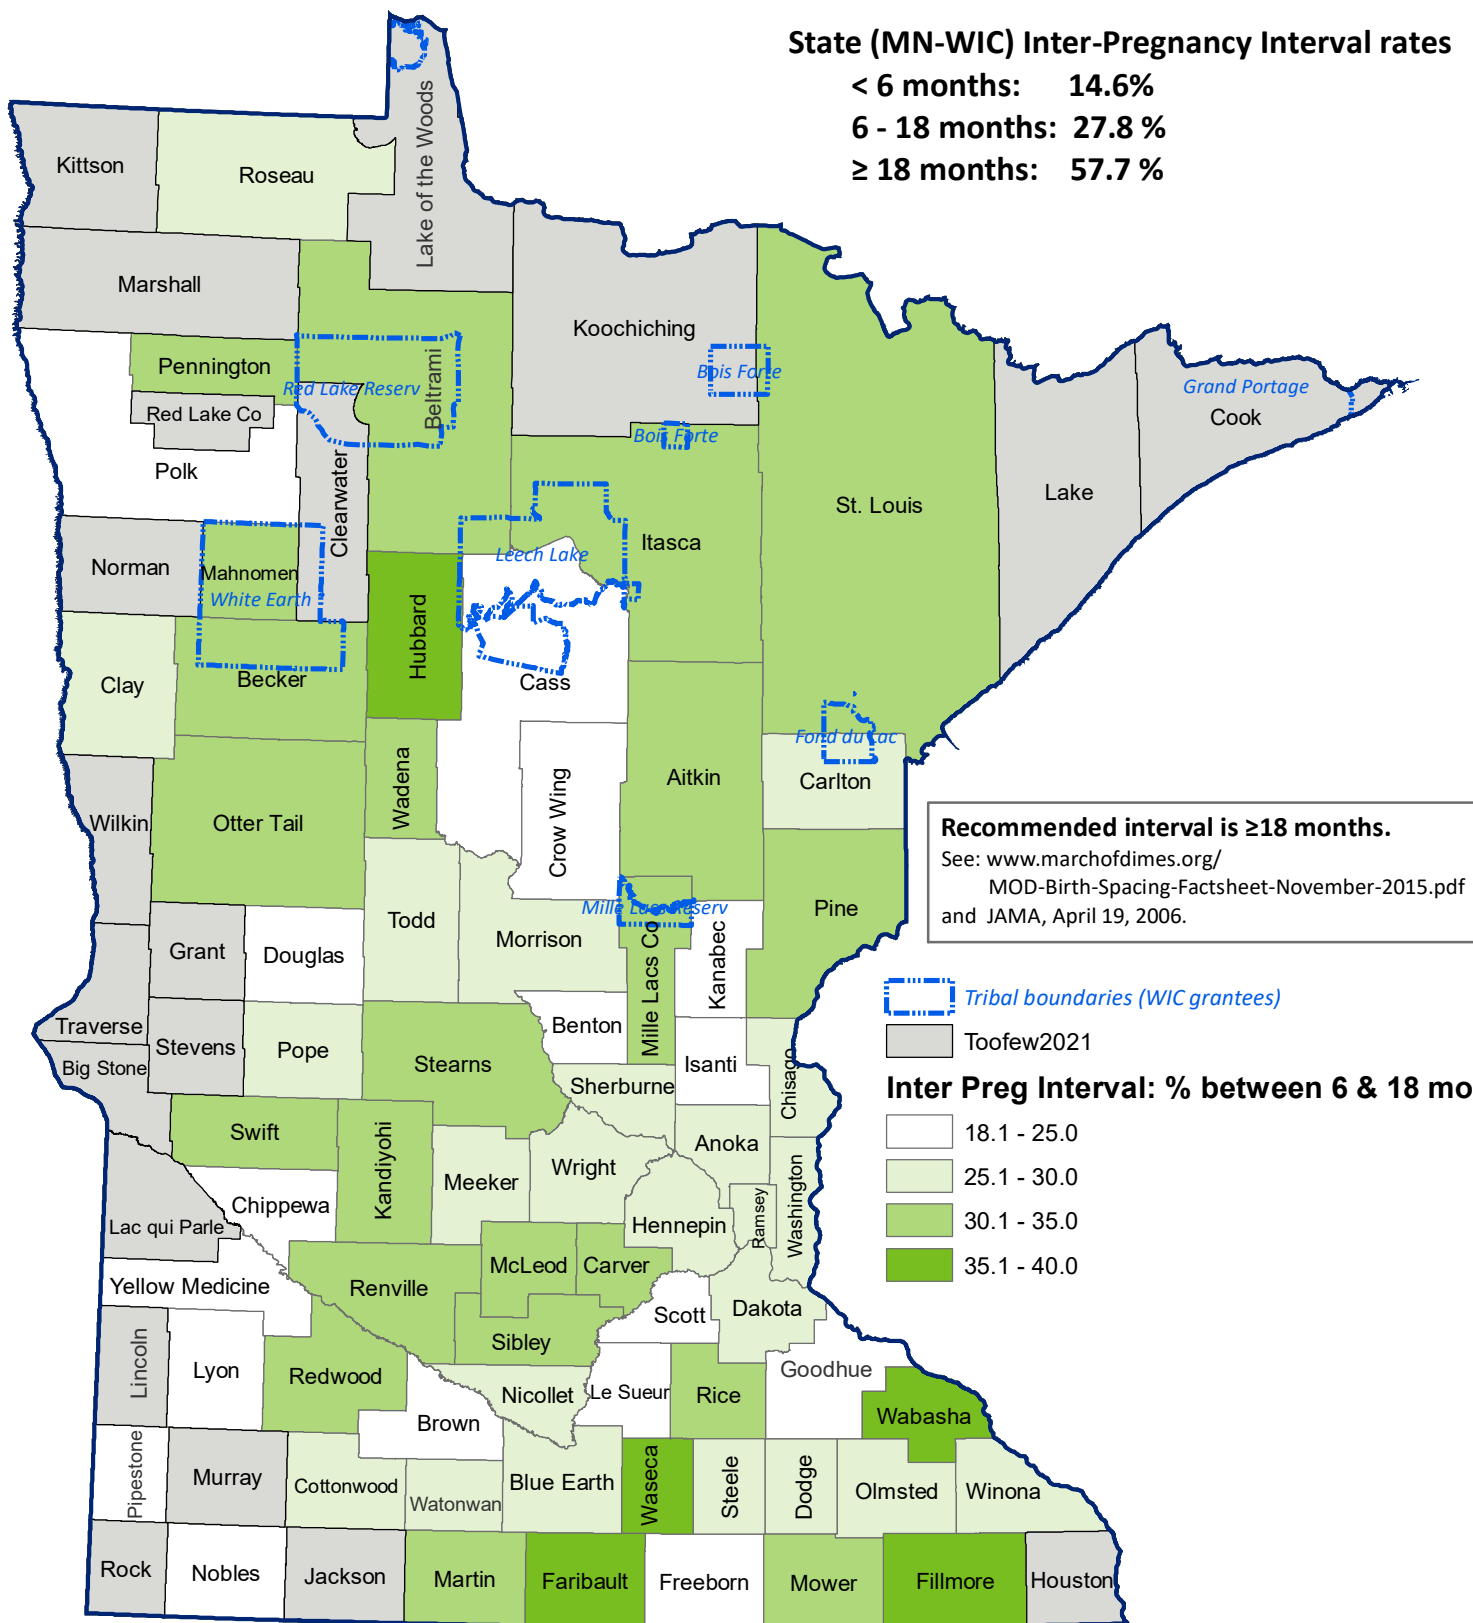 State (MN-WIC) Inter-Pregnancy Interval rates
< 6 months: 14.6%
6 - 18 months: 27.8 %
≥ 18 months: 57.7 %
Kittson
Roseau
Lake of the Woods
Marshall
Koochiching
Pennington
Red Lake Reserv
Beltrami
Bois Forte
Grand Portage
Cook
Red Lake Co
Bois Forte
Polk
Clearwater
Lake
St. Louis
Itasca
Leech Lake
Norman
Mahnomen
White Earth
Hubbard
Clay
Becker
Cass
Fond du Lac
Carlton
Aitkin
Wadena
Crow Wing
Wilkin
Otter Tail
Recommended interval is ≥18 months.
See: www.marchofdimes.org/
MOD-Birth-Spacing-Factsheet-November-2015.pdf
and JAMA, April 19, 2006.
Mille Lacs Reserv
Pine
Todd
Morrison
Grant
Douglas
Kanabec
Mille Lacs Co
Tribal boundaries (WIC grantees)
Toofew2021
Traverse
Stevens
Pope
Stearns
Benton
Isanti
Big Stone
Sherburne
Chisago
Inter Preg Interval: % between 6 & 18 mo
18.1 - 25.0
25.1 - 30.0
30.1 - 35.0
35.1 - 40.0
Swift
Kandiyohi
Meeker
Wright
Anoka
Washington
Ramsey
Hennepin
Chippewa
Lac qui Parle
McLeod
Carver
Yellow Medicine
Renville
Scott
Dakota
Sibley
Lincoln
Lyon
Redwood
Nicollet
Le Sueur
Rice
Goodhue
Wabasha
Brown
Pipestone
Murray
Cottonwood
Watonwan
Blue Earth
Waseca
Steele
Dodge
Olmsted
Winona
Rock
Nobles
Jackson
Martin
Faribault
Freeborn
Mower
Fillmore
Houston